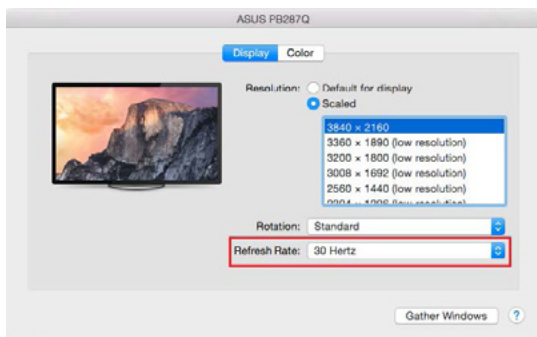 ASUS PB287Q
Display Color
Resolution: Default for display
Scaled
3840 × 2160
3360 × 1890 (low resolution)
3200 × 1800 (low resolution)
3008 × 1692 (low resolution)
2560 × 1440 (low resolution)
Rotation: Standard
Refresh Rate: 30 Hertz
Gather Windows ?